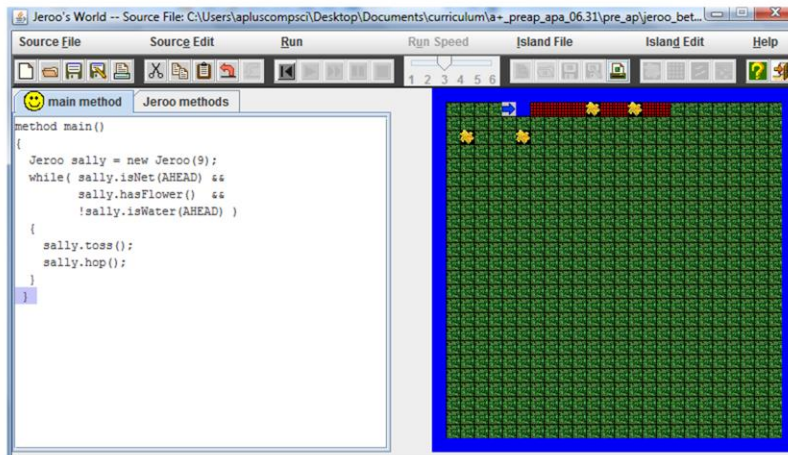 Jeroo's World -- Source File: C:\Users\apluscompsci\Desktop\Documents\curriculum\a+_preap_apa_06.31\pre_ap\jeroo_bet...
Source File Source Edit Run Run Speed Island File Island Edit Help
1 2 3 4 5 6
main method Jeroo methods
method main()
{
Jeroo sally = new Jeroo(9);
while( sally.isNet(AHEAD) &&
sally.hasFlower() &&
!sally.isWater(AHEAD) )
{
sally.toss();
sally.hop();
}
}